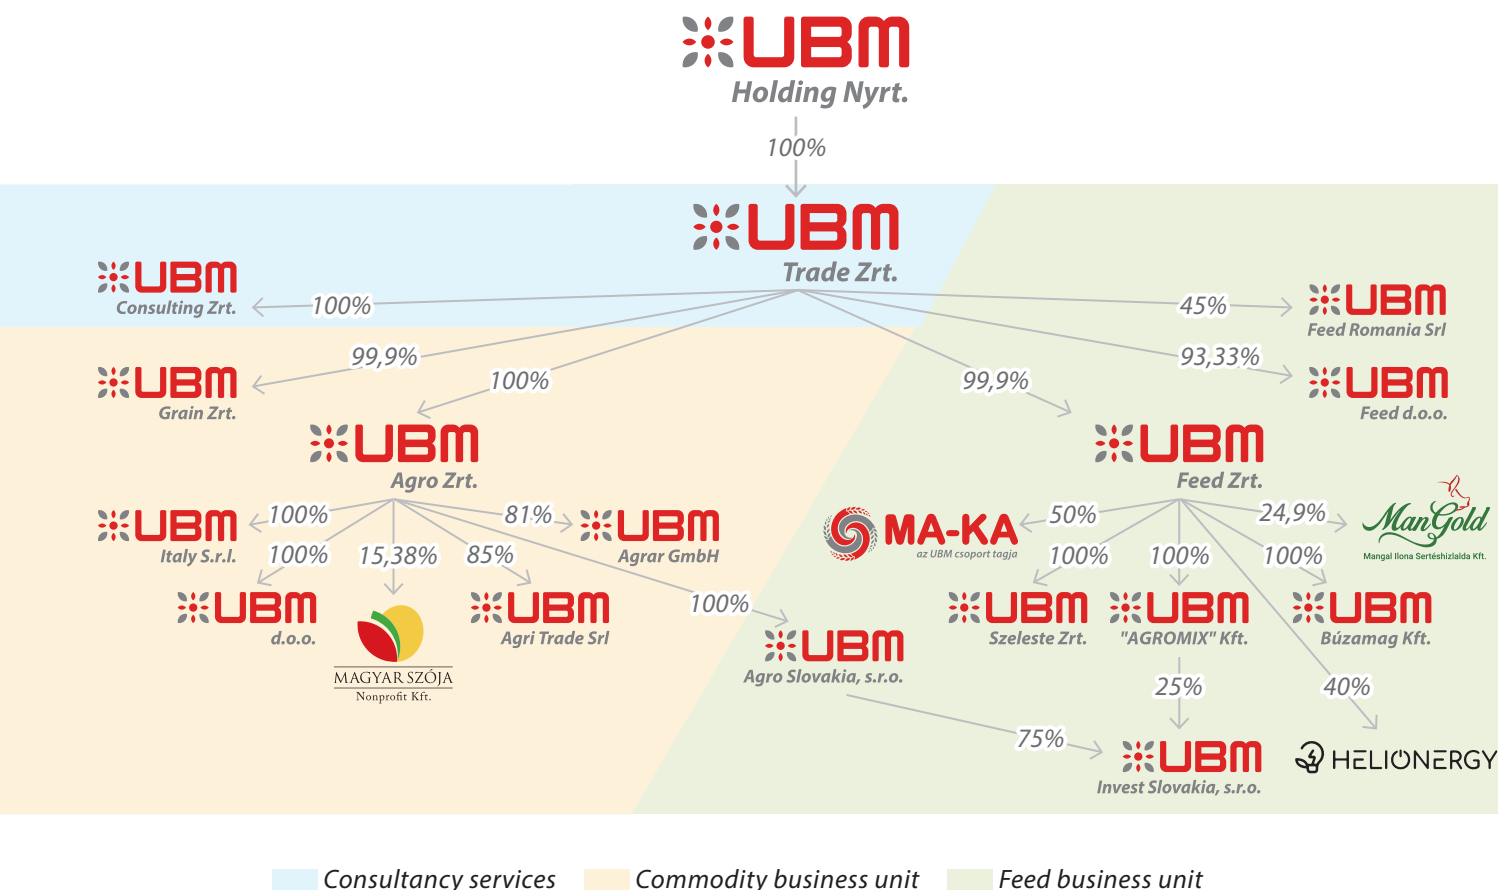 UBM
Holding Nyrt.
100%
UBM
Trade Zrt.
UBM
Consulting Zrt.
100%
45%
UBM
Feed Romania Srl
99,9%
93,33%
UBM
Grain Zrt.
100%
99,9%
UBM
Feed d.o.o.
UBM
Agro Zrt.
UBM
Feed Zrt.
UBM
Italy S.r.l.
100%
81%
UBM
Agrar GmbH
MA-KA
az UBM csoport tagja
50%
24,9%
ManGold
Mangal Ilona Sertéshizlalda Kft.
100%
15,38%
85%
100%
100%
100%
UBM
d.o.o.
MAGYAR SZÓJA
Nonprofit Kft.
UBM
Agri Trade Srl
100%
UBM
Agro Slovakia, s.r.o.
UBM
Szeleste Zrt.
UBM
"AGROMIX" Kft.
UBM
Búzamag Kft.
25%
40%
75%
UBM
Invest Slovakia, s.r.o.
HELIONERGY
Consultancy services
Commodity business unit
Feed business unit